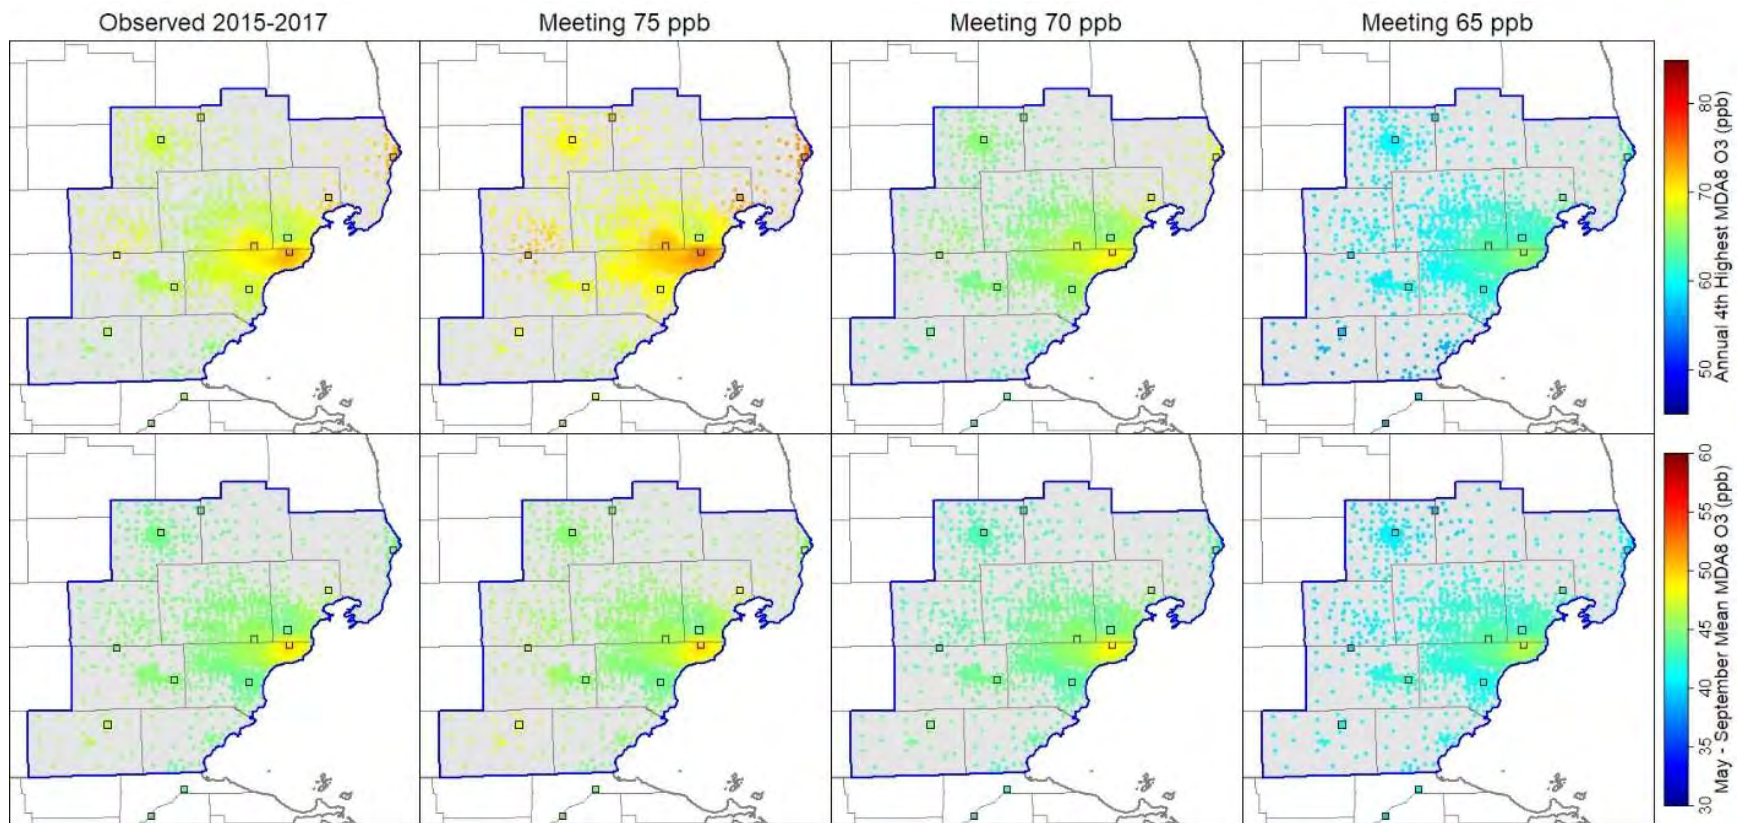 Observed 2015-2017
Meeting 75 ppb
Meeting 70 ppb
Meeting 65 ppb
80
70
60
50
Annual 4th Highest MDA8 O3 (ppb)
60
55
50
45
40
35
30
May - September Mean MDA8 O3 (ppb)